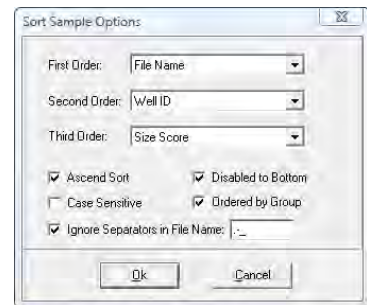 Sort Sample Options
First Order: File Name
Second Order: Well ID
Third Order: Size Score
Ascend Sort Disabled to Bottom
Case Sensitive Ordered by Group
Ignore Separators in File Name: .-_
Ok Cancel